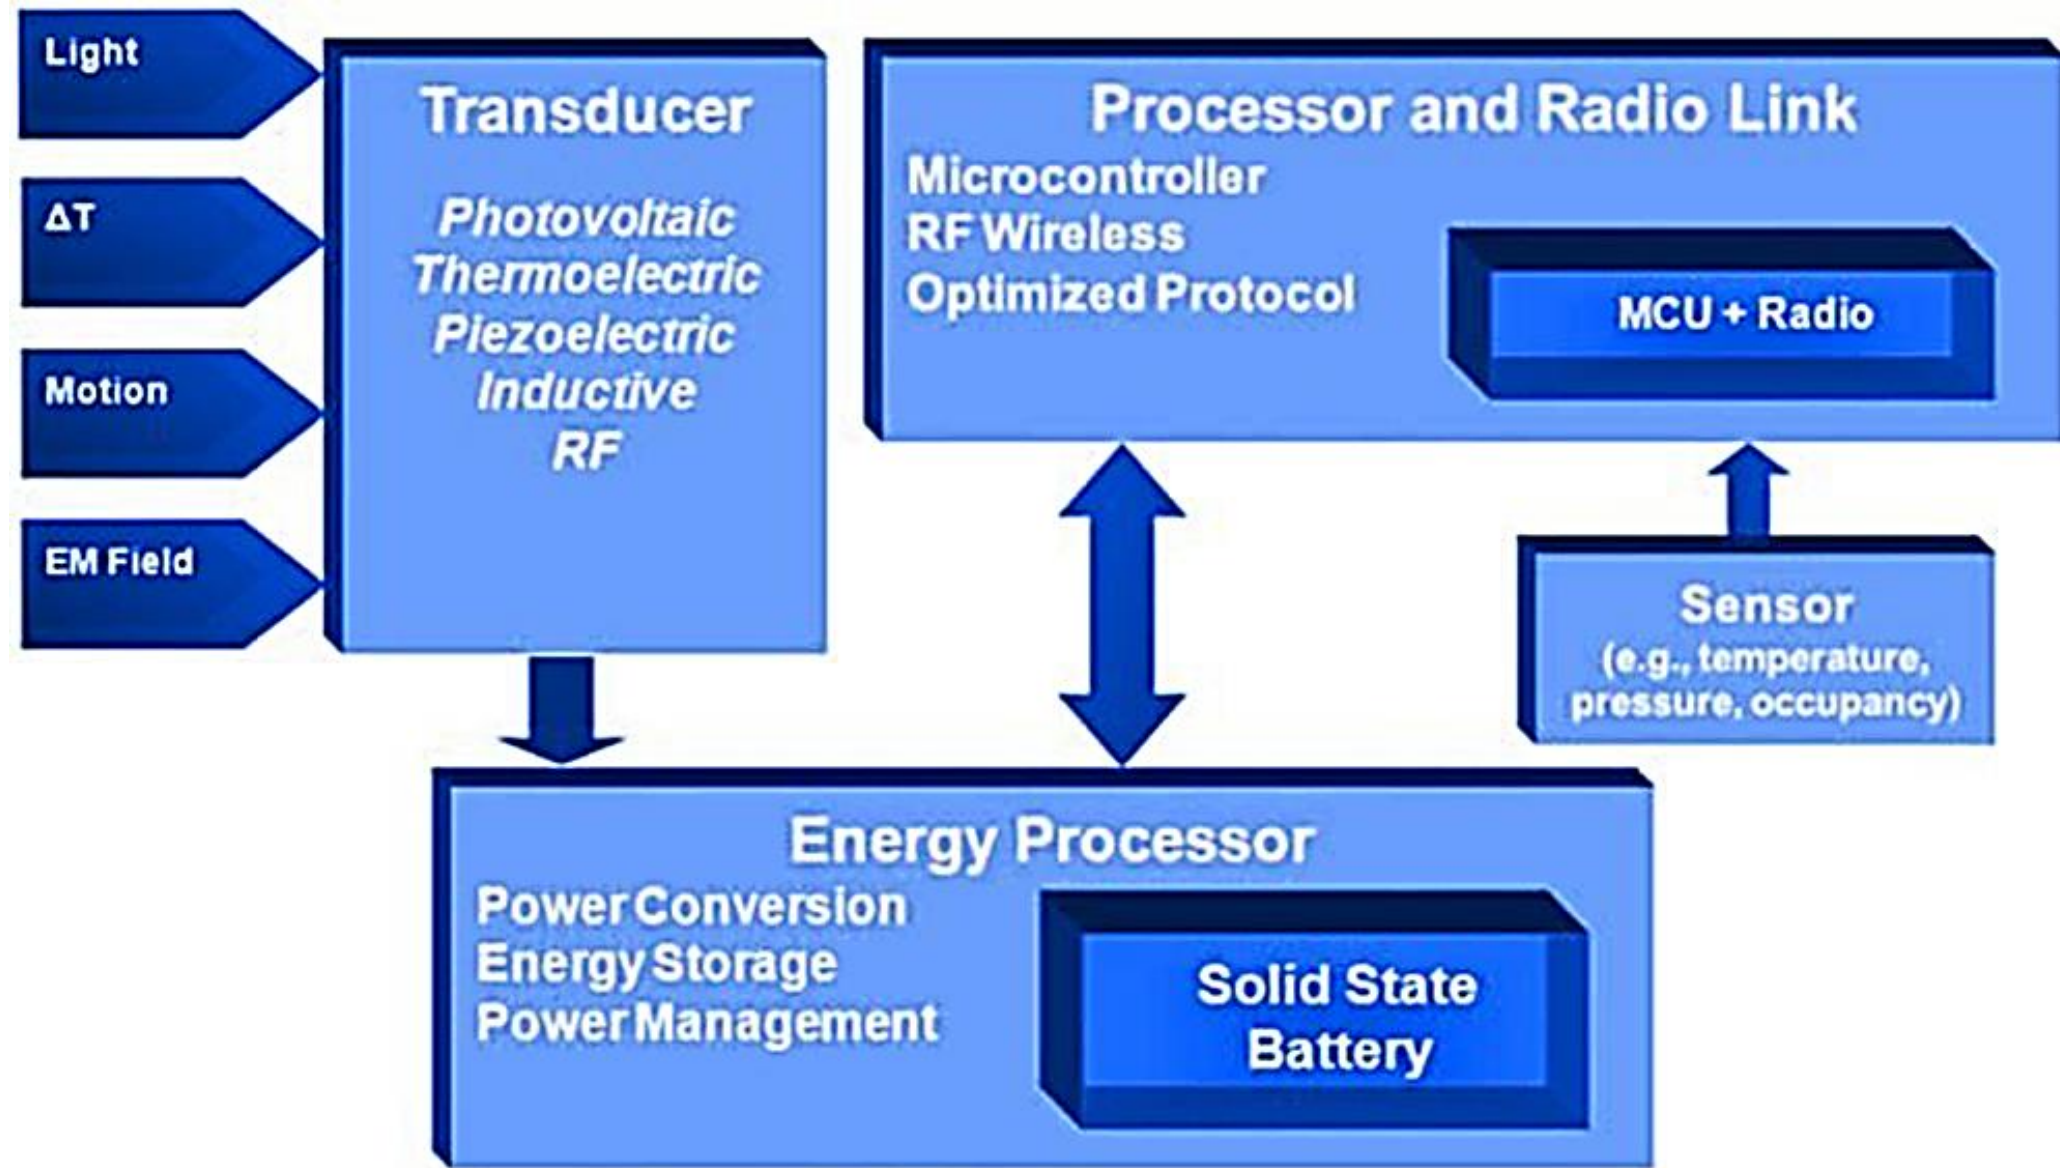 Light
ΔT
Motion
EM Field
Transducer
Photovoltaic
Thermoelectric
Piezoelectric
Inductive
RF
Processor and Radio Link
Microcontroller
RF Wireless
Optimized Protocol
MCU + Radio
Sensor
(e.g., temperature,
pressure, occupancy)
Energy Processor
Power Conversion
Energy Storage
Power Management
Solid State
Battery